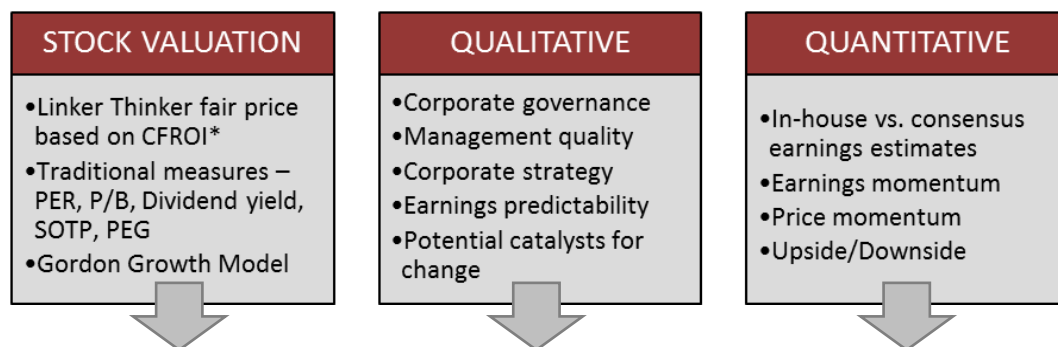 STOCK VALUATION
•Linker Thinker fair price
based on CFROI*
•Traditional measures –
PER, P/B, Dividend yield,
SOTP, PEG
•Gordon Growth Model
QUALITATIVE
•Corporate governance
•Management quality
•Corporate strategy
•Earnings predictability
•Potential catalysts for
change
QUANTITATIVE
•In-house vs. consensus
earnings estimates
•Earnings momentum
•Price momentum
•Upside/Downside